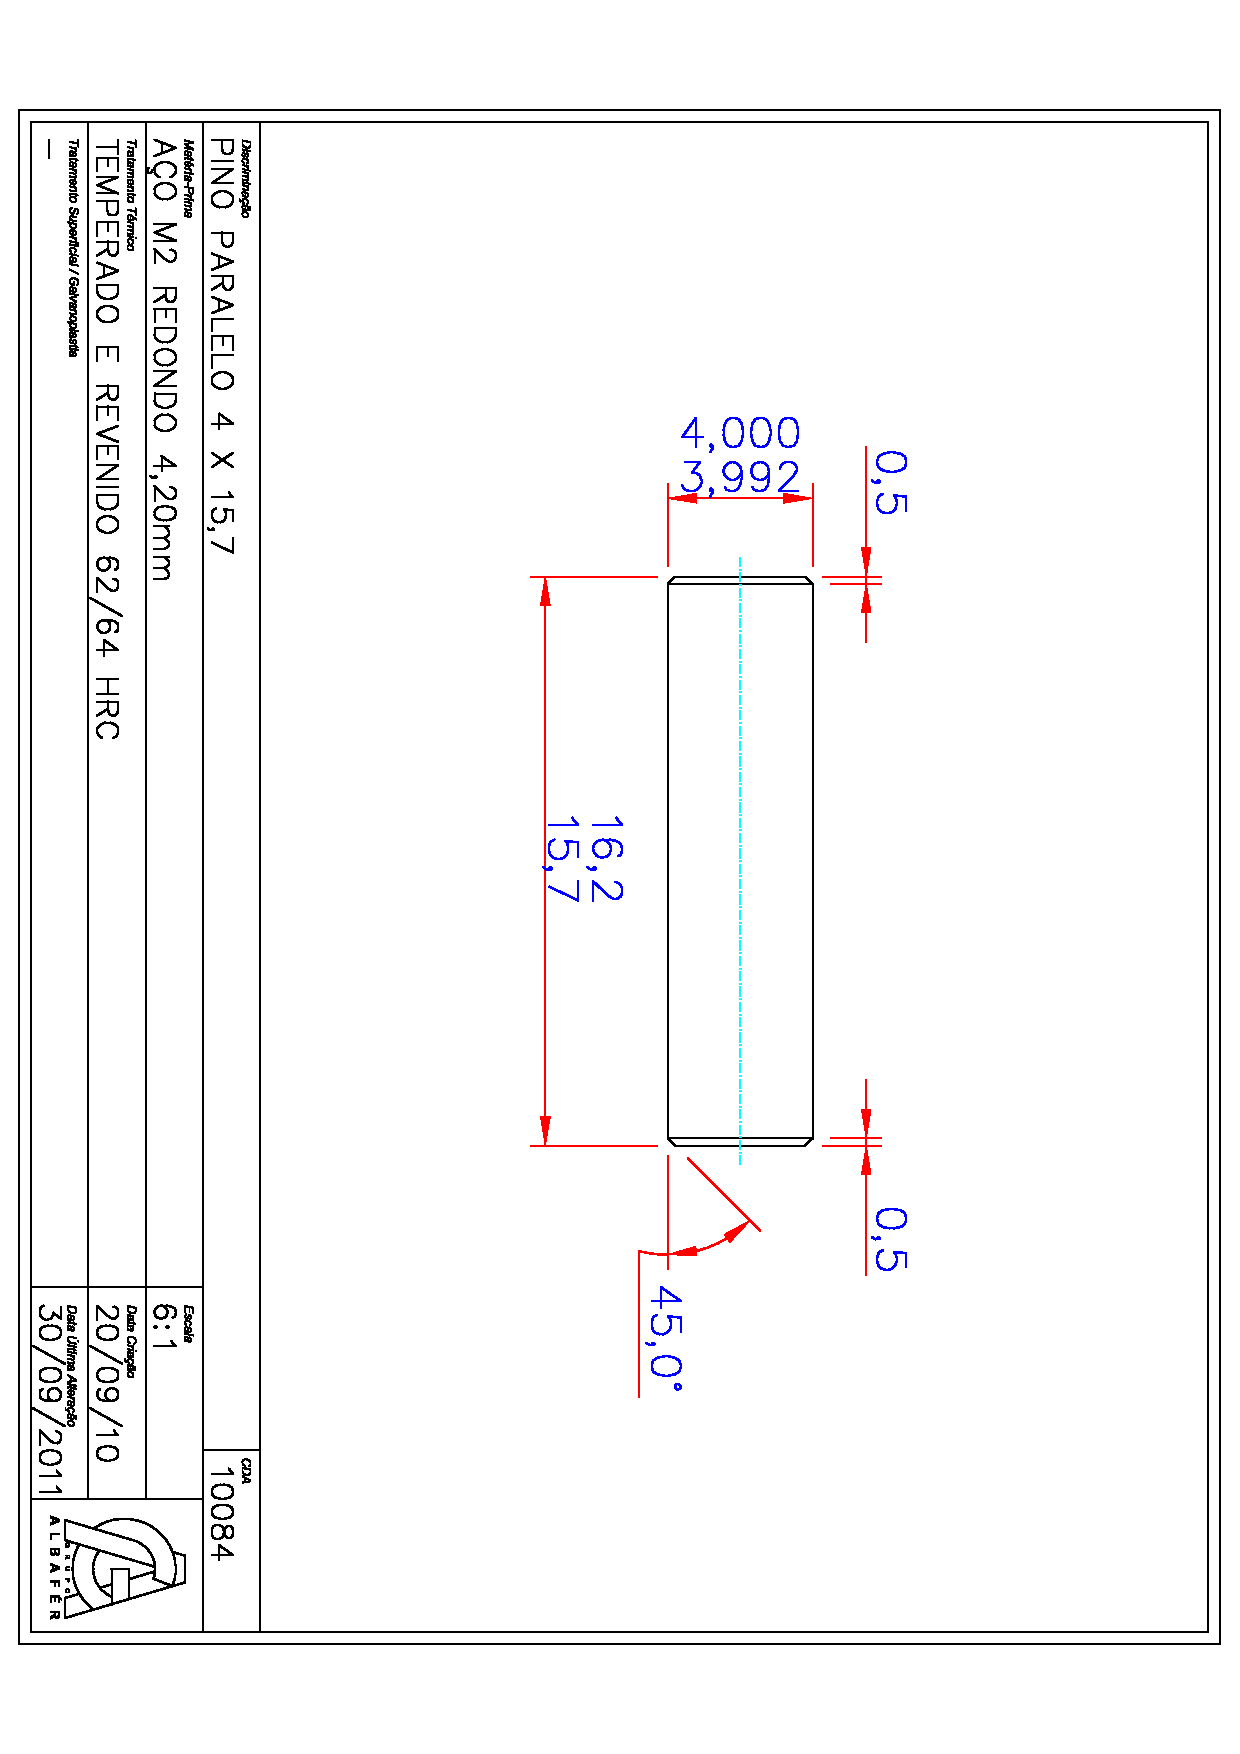 0,5
0,5
4,000
3,992
16,2
15,7
45,0°
Discriminação
PINO PARALELO 4 X 15,7
CDA
10084
Matéria-Prima
AÇO M2 REDONDO 4,20mm
Escala
6:1
Tratamento Térmico
TEMPERADO E REVENIDO 62/64 HRC
Data Criação
20/09/10
Tratamento Superficial / Galvanoplastia
—
Data Última Alteração
30/09/2011
GRUPO
ALBAFÉR